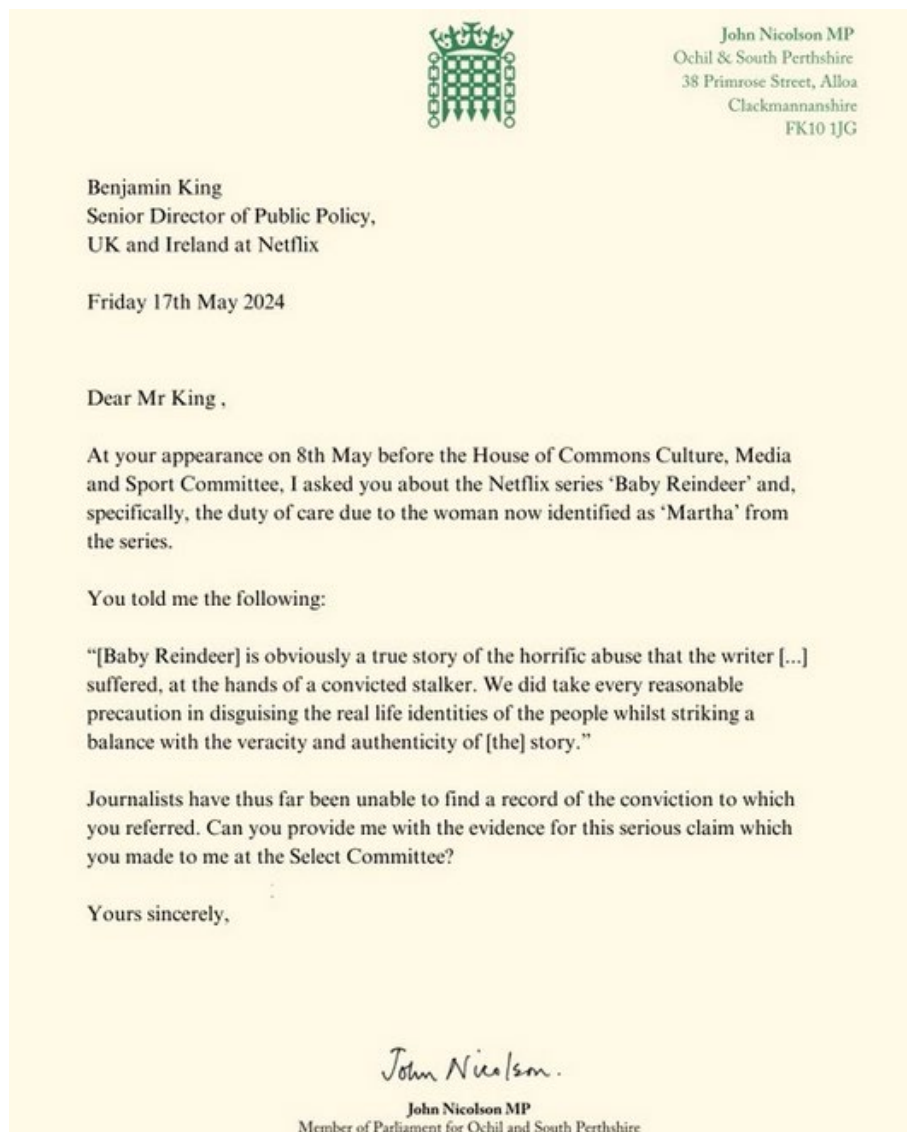 John Nicolson MP
Ochil & South Perthshire
38 Primrose Street, Alloa
Clackmannanshire
FK10 1JG
Benjamin King
Senior Director of Public Policy,
UK and Ireland at Netflix
Friday 17th May 2024
Dear Mr King ,
At your appearance on 8th May before the House of Commons Culture, Media
and Sport Committee, I asked you about the Netflix series ‘Baby Reindeer’ and,
specifically, the duty of care due to the woman now identified as ‘Martha’ from
the series.
You told me the following:
“[Baby Reindeer] is obviously a true story of the horrific abuse that the writer [...]
suffered, at the hands of a convicted stalker. We did take every reasonable
precaution in disguising the real life identities of the people whilst striking a
balance with the veracity and authenticity of [the] story.”
Journalists have thus far been unable to find a record of the conviction to which
you referred. Can you provide me with the evidence for this serious claim which
you made to me at the Select Committee?
Yours sincerely,
John Nicolson.
John Nicolson MP
Member of Parliament for Ochil and South Perthshire